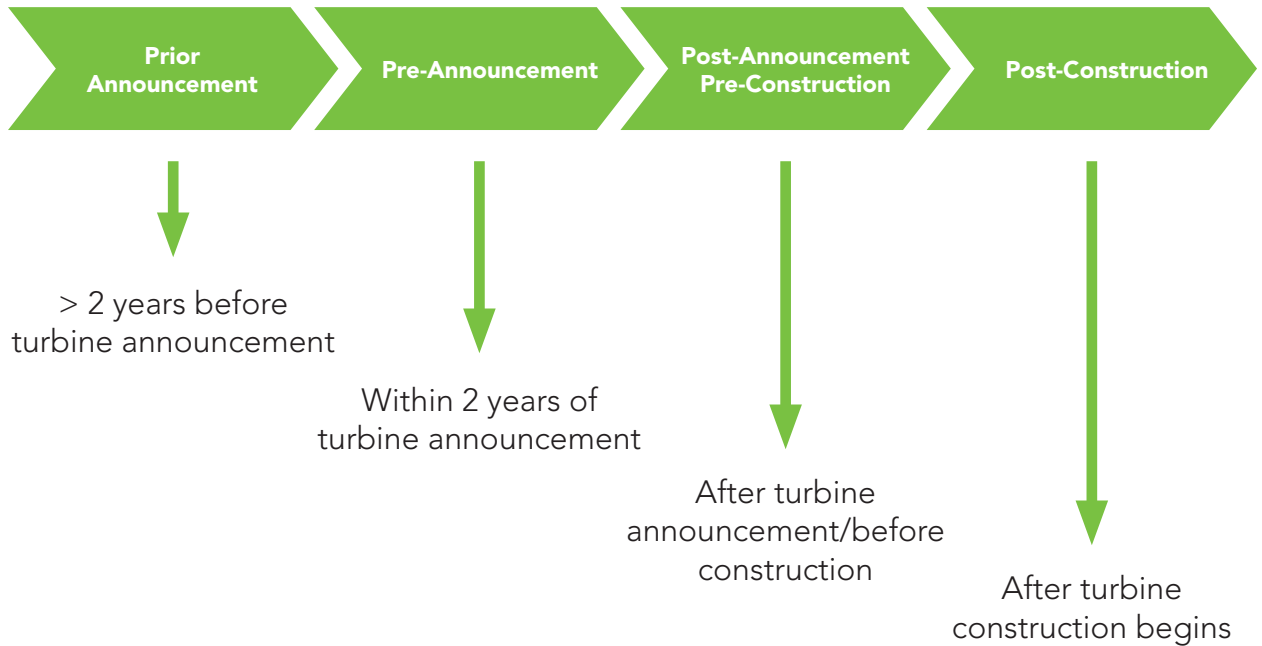 Prior
Announcement
Pre-Announcement
Post-Announcement
Pre-Construction
Post-Construction
> 2 years before
turbine announcement
Within 2 years of
turbine announcement
After turbine
announcement/before
construction
After turbine
construction begins